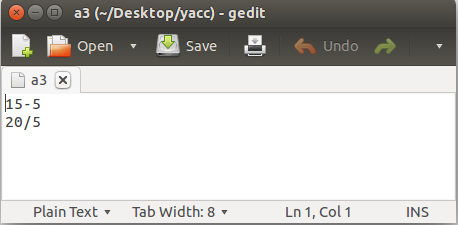 a3 (~/Desktop/yacc) - gedit
Open Save Undo
a3
15-5
20/5
Plain Text Tab Width: 8 Ln 1, Col 1 INS